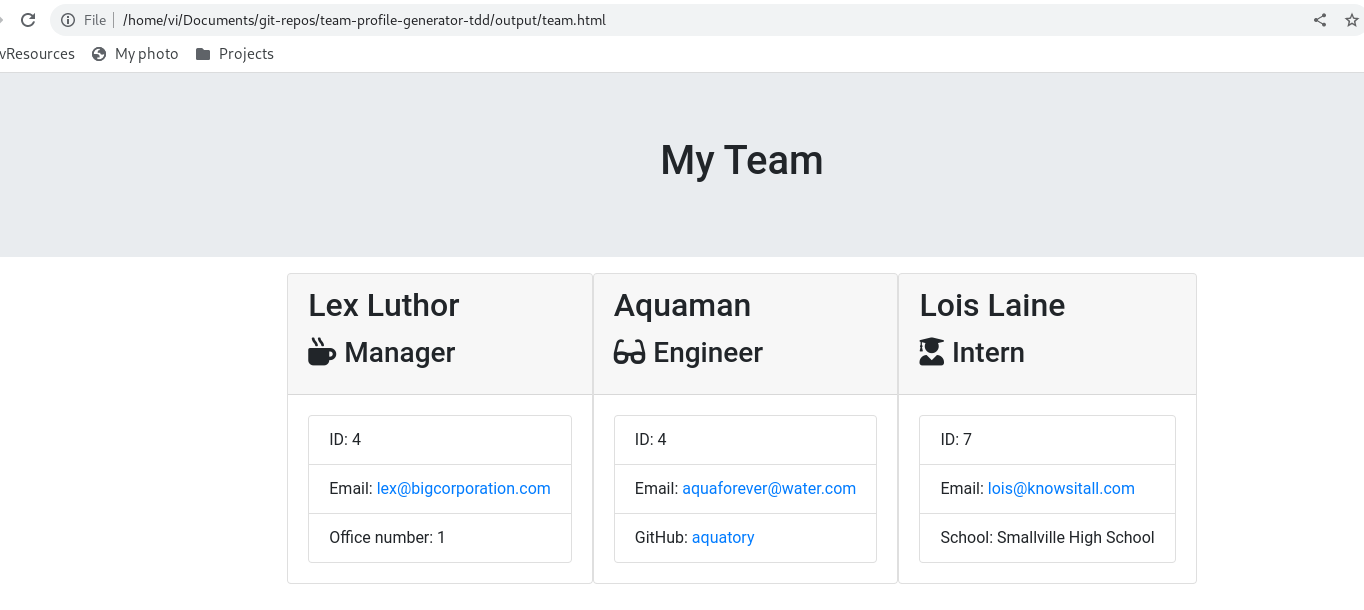 File | /home/vi/Documents/git-repos/team-profile-generator-tdd/output/team.html
vResources My photo Projects
My Team
Lex Luthor
Manager
ID: 4
Email: lex@bigcorporation.com
Office number: 1
Aquaman
Engineer
ID: 4
Email: aquaforever@water.com
GitHub: aquatory
Lois Laine
Intern
ID: 7
Email: lois@knowsitall.com
School: Smallville High School